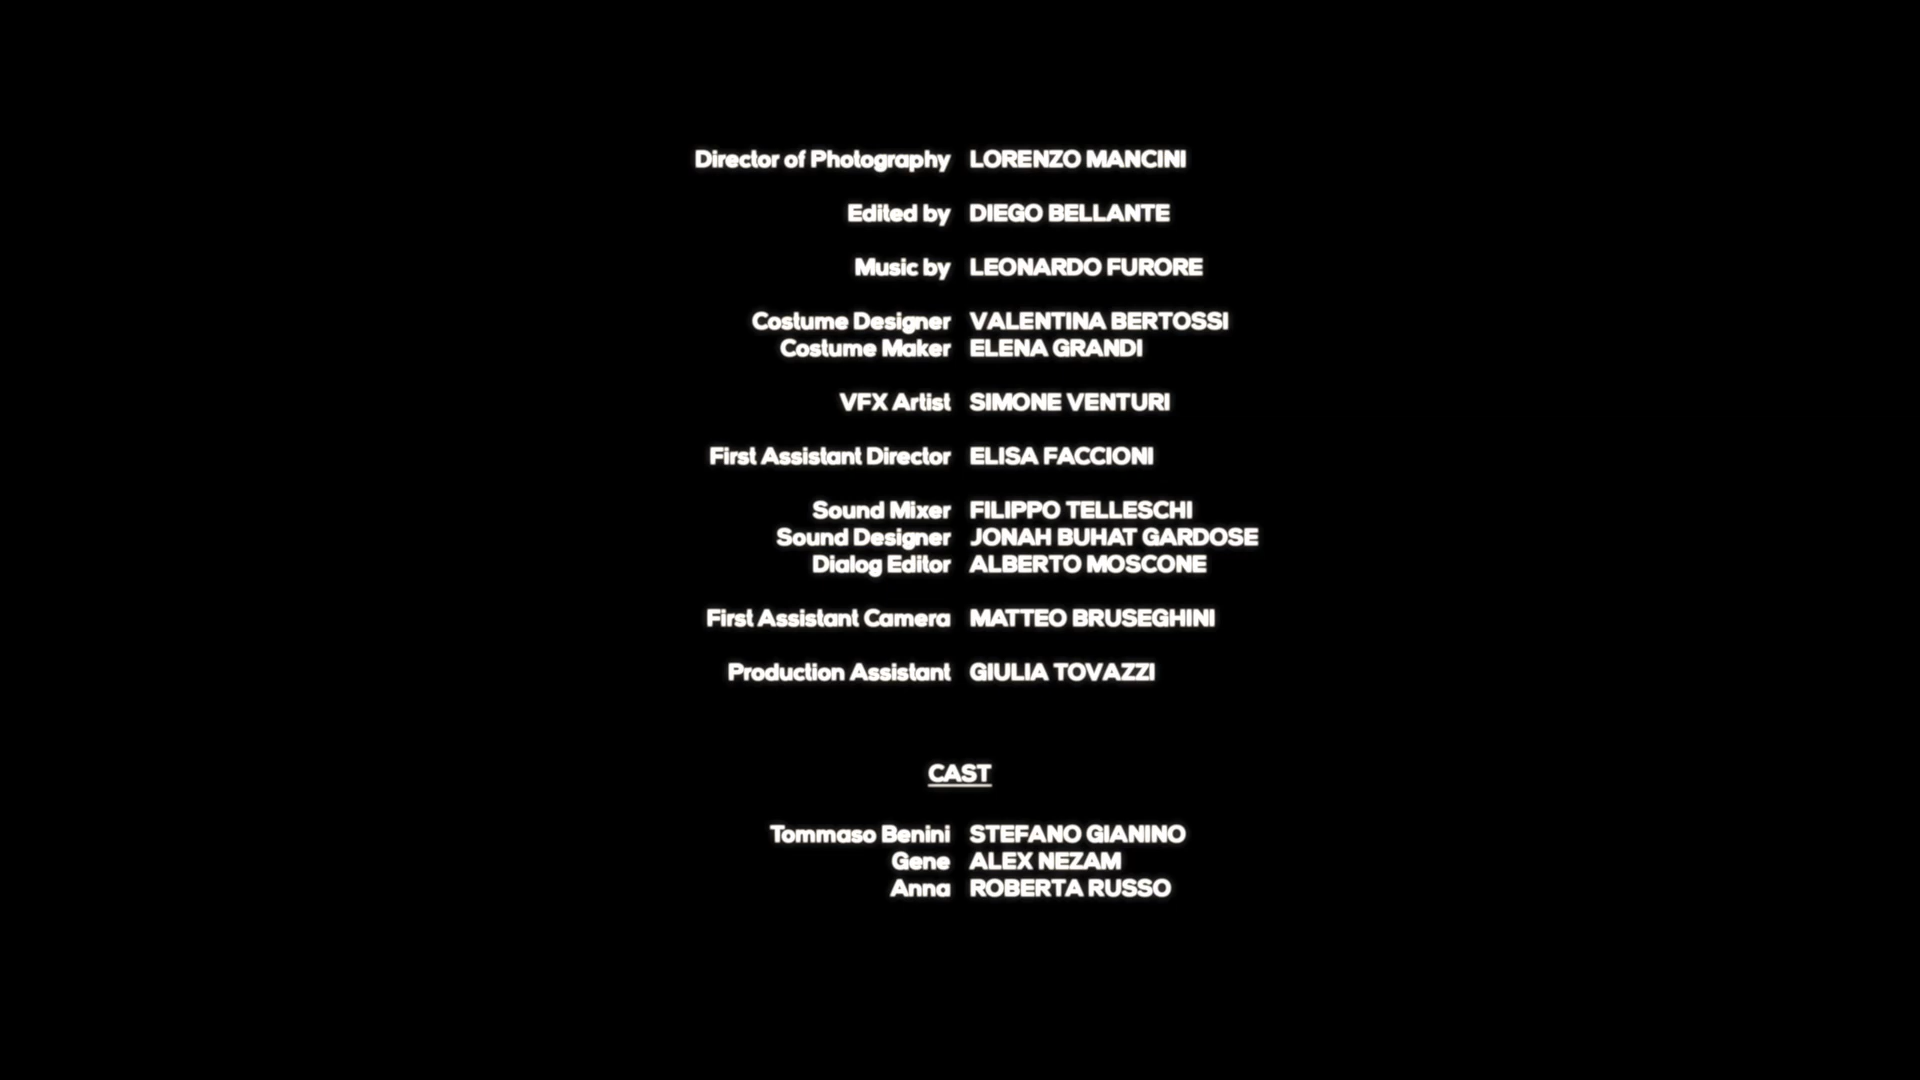 Director of Photography LORENZO MANCINI
Edited by DIEGO BELLANTE
Music by LEONARDO FURORE
Costume Designer VALENTINA BERTOSSI
Costume Maker ELENA GRANDI
VFX Artist SIMONE VENTURI
First Assistant Director ELISA FACCIONI
Sound Mixer FILIPPO TELLESCHI
Sound Designer JONAH BUHAT GARDOSE
Dialog Editor ALBERTO MOSCONE
First Assistant Camera MATTEO BRUSEGHINI
Production Assistant GIULIA TOVAZZI
CAST
Tommaso Benini STEFANO GIANINO
Gene ALEX NEZAM
Anna ROBERTA RUSSO